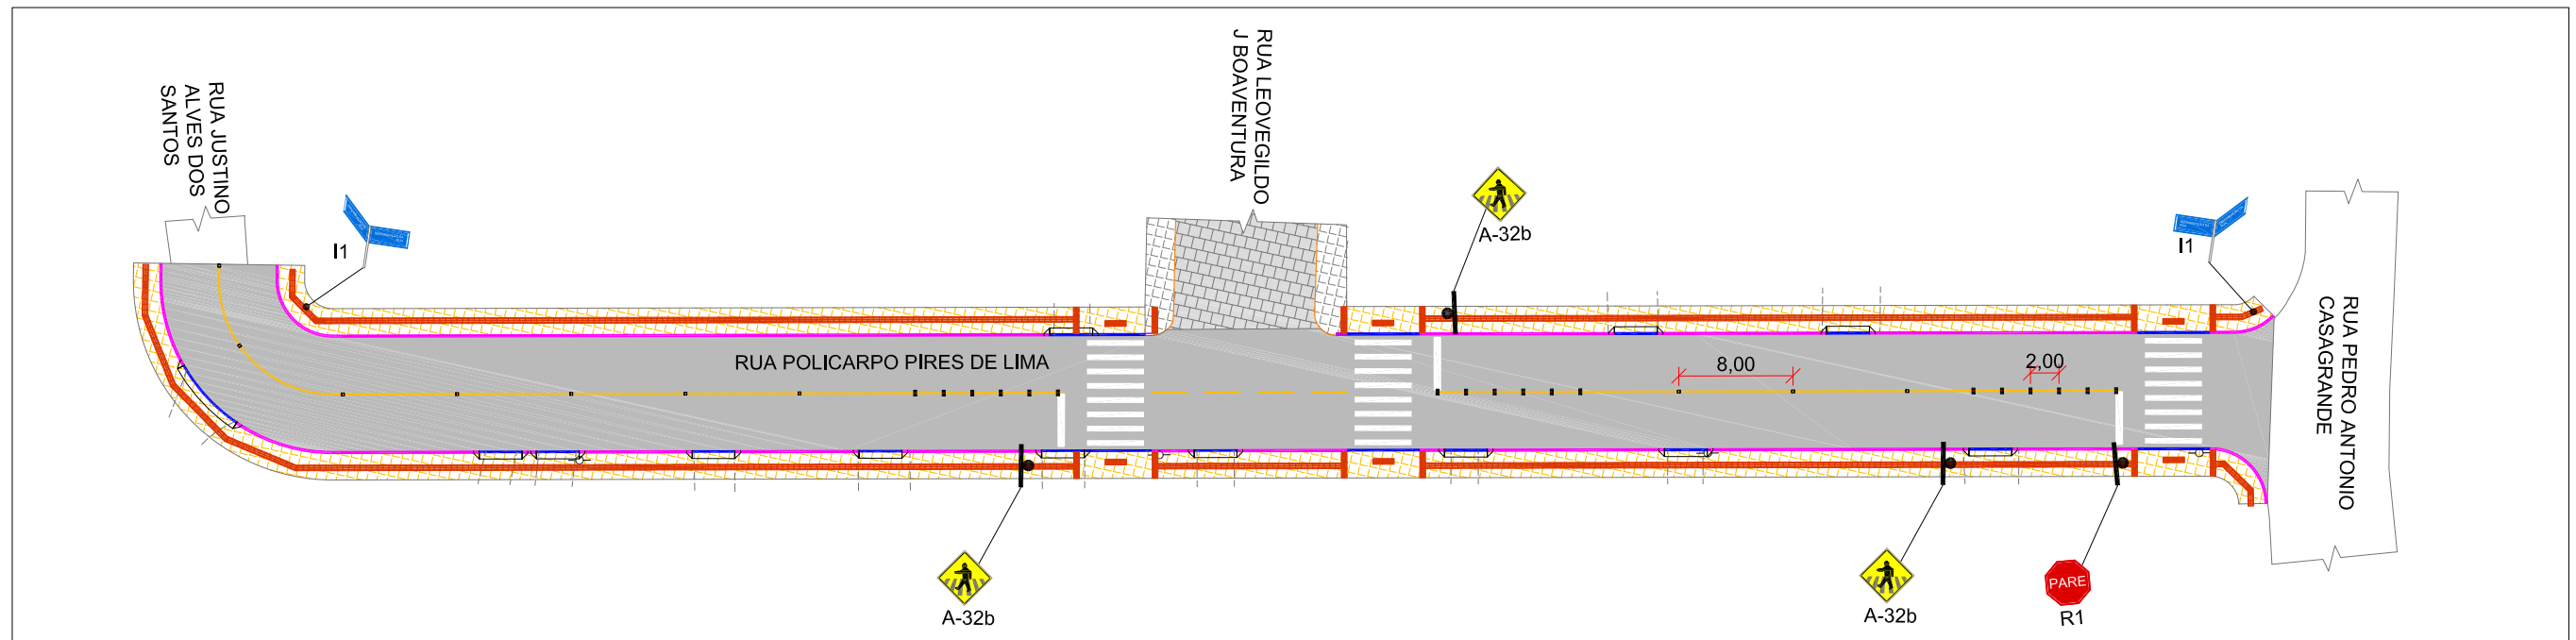 RUA JUSTINO
ALVES DOS
SANTOS
I1
RUA LEOVEGILDO
J BOAVENTURA
A-32b
I1
RUA PEDRO ANTONIO
CASAGRANDE
RUA POLICARPO PIRES DE LIMA
8,00
2,00
A-32b
A-32b
PARE
R1